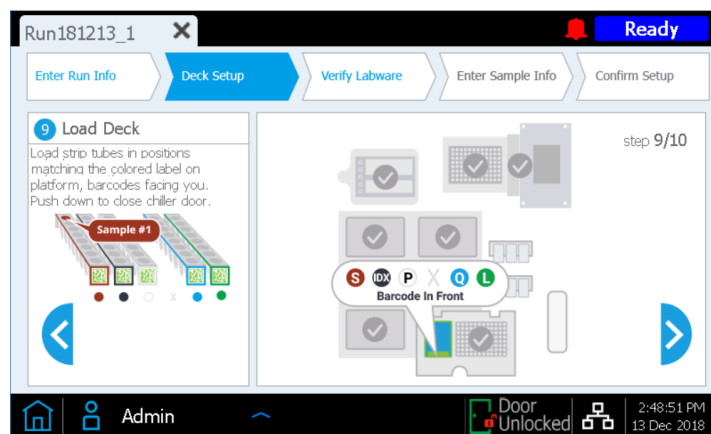 Run181213_1
Ready
Enter Run Info
Deck Setup
Verify Labware
Enter Sample Info
Confirm Setup
9 Load Deck
Load strip tubes in positions
matching the colored label on
platform, barcodes facing you.
Push down to close chiller door.
Sample #1
X
step 9/10
S IDX P X Q L
Barcode In Front
Admin
Door
Unlocked
2:48:51 PM
13 Dec 2018